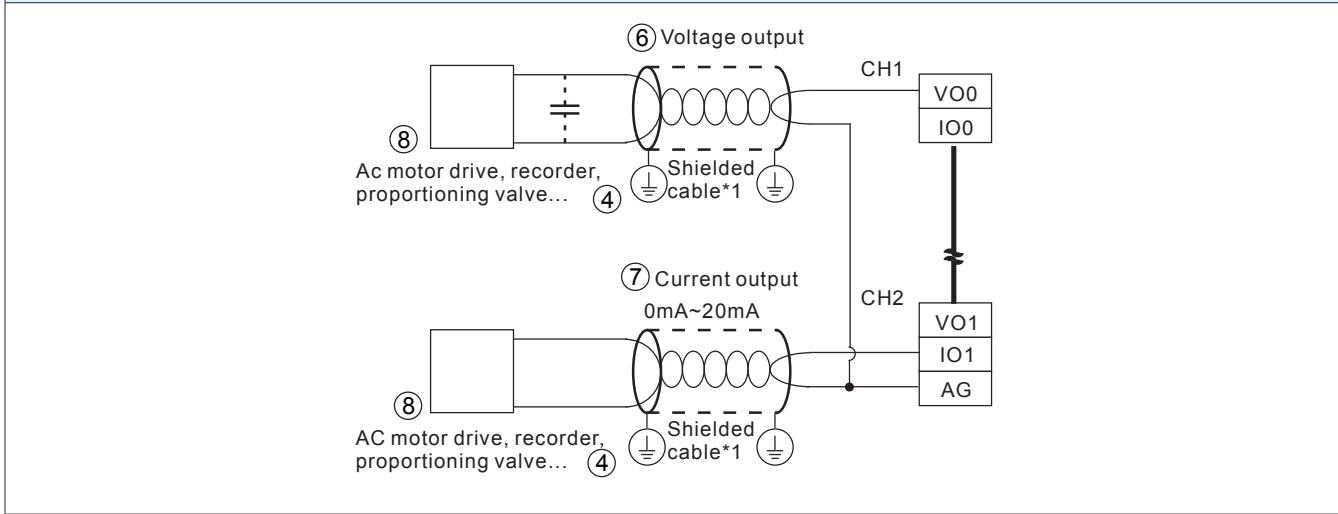 ⑥ Voltage output
CH1
VO0
IO0
⑧
Ac motor drive, recorder,
proportioning valve... ④
Shielded
cable*1
⑦ Current output
0mA~20mA
CH2
VO1
IO1
AG
⑧
AC motor drive, recorder,
proportioning valve... ④
Shielded
cable*1